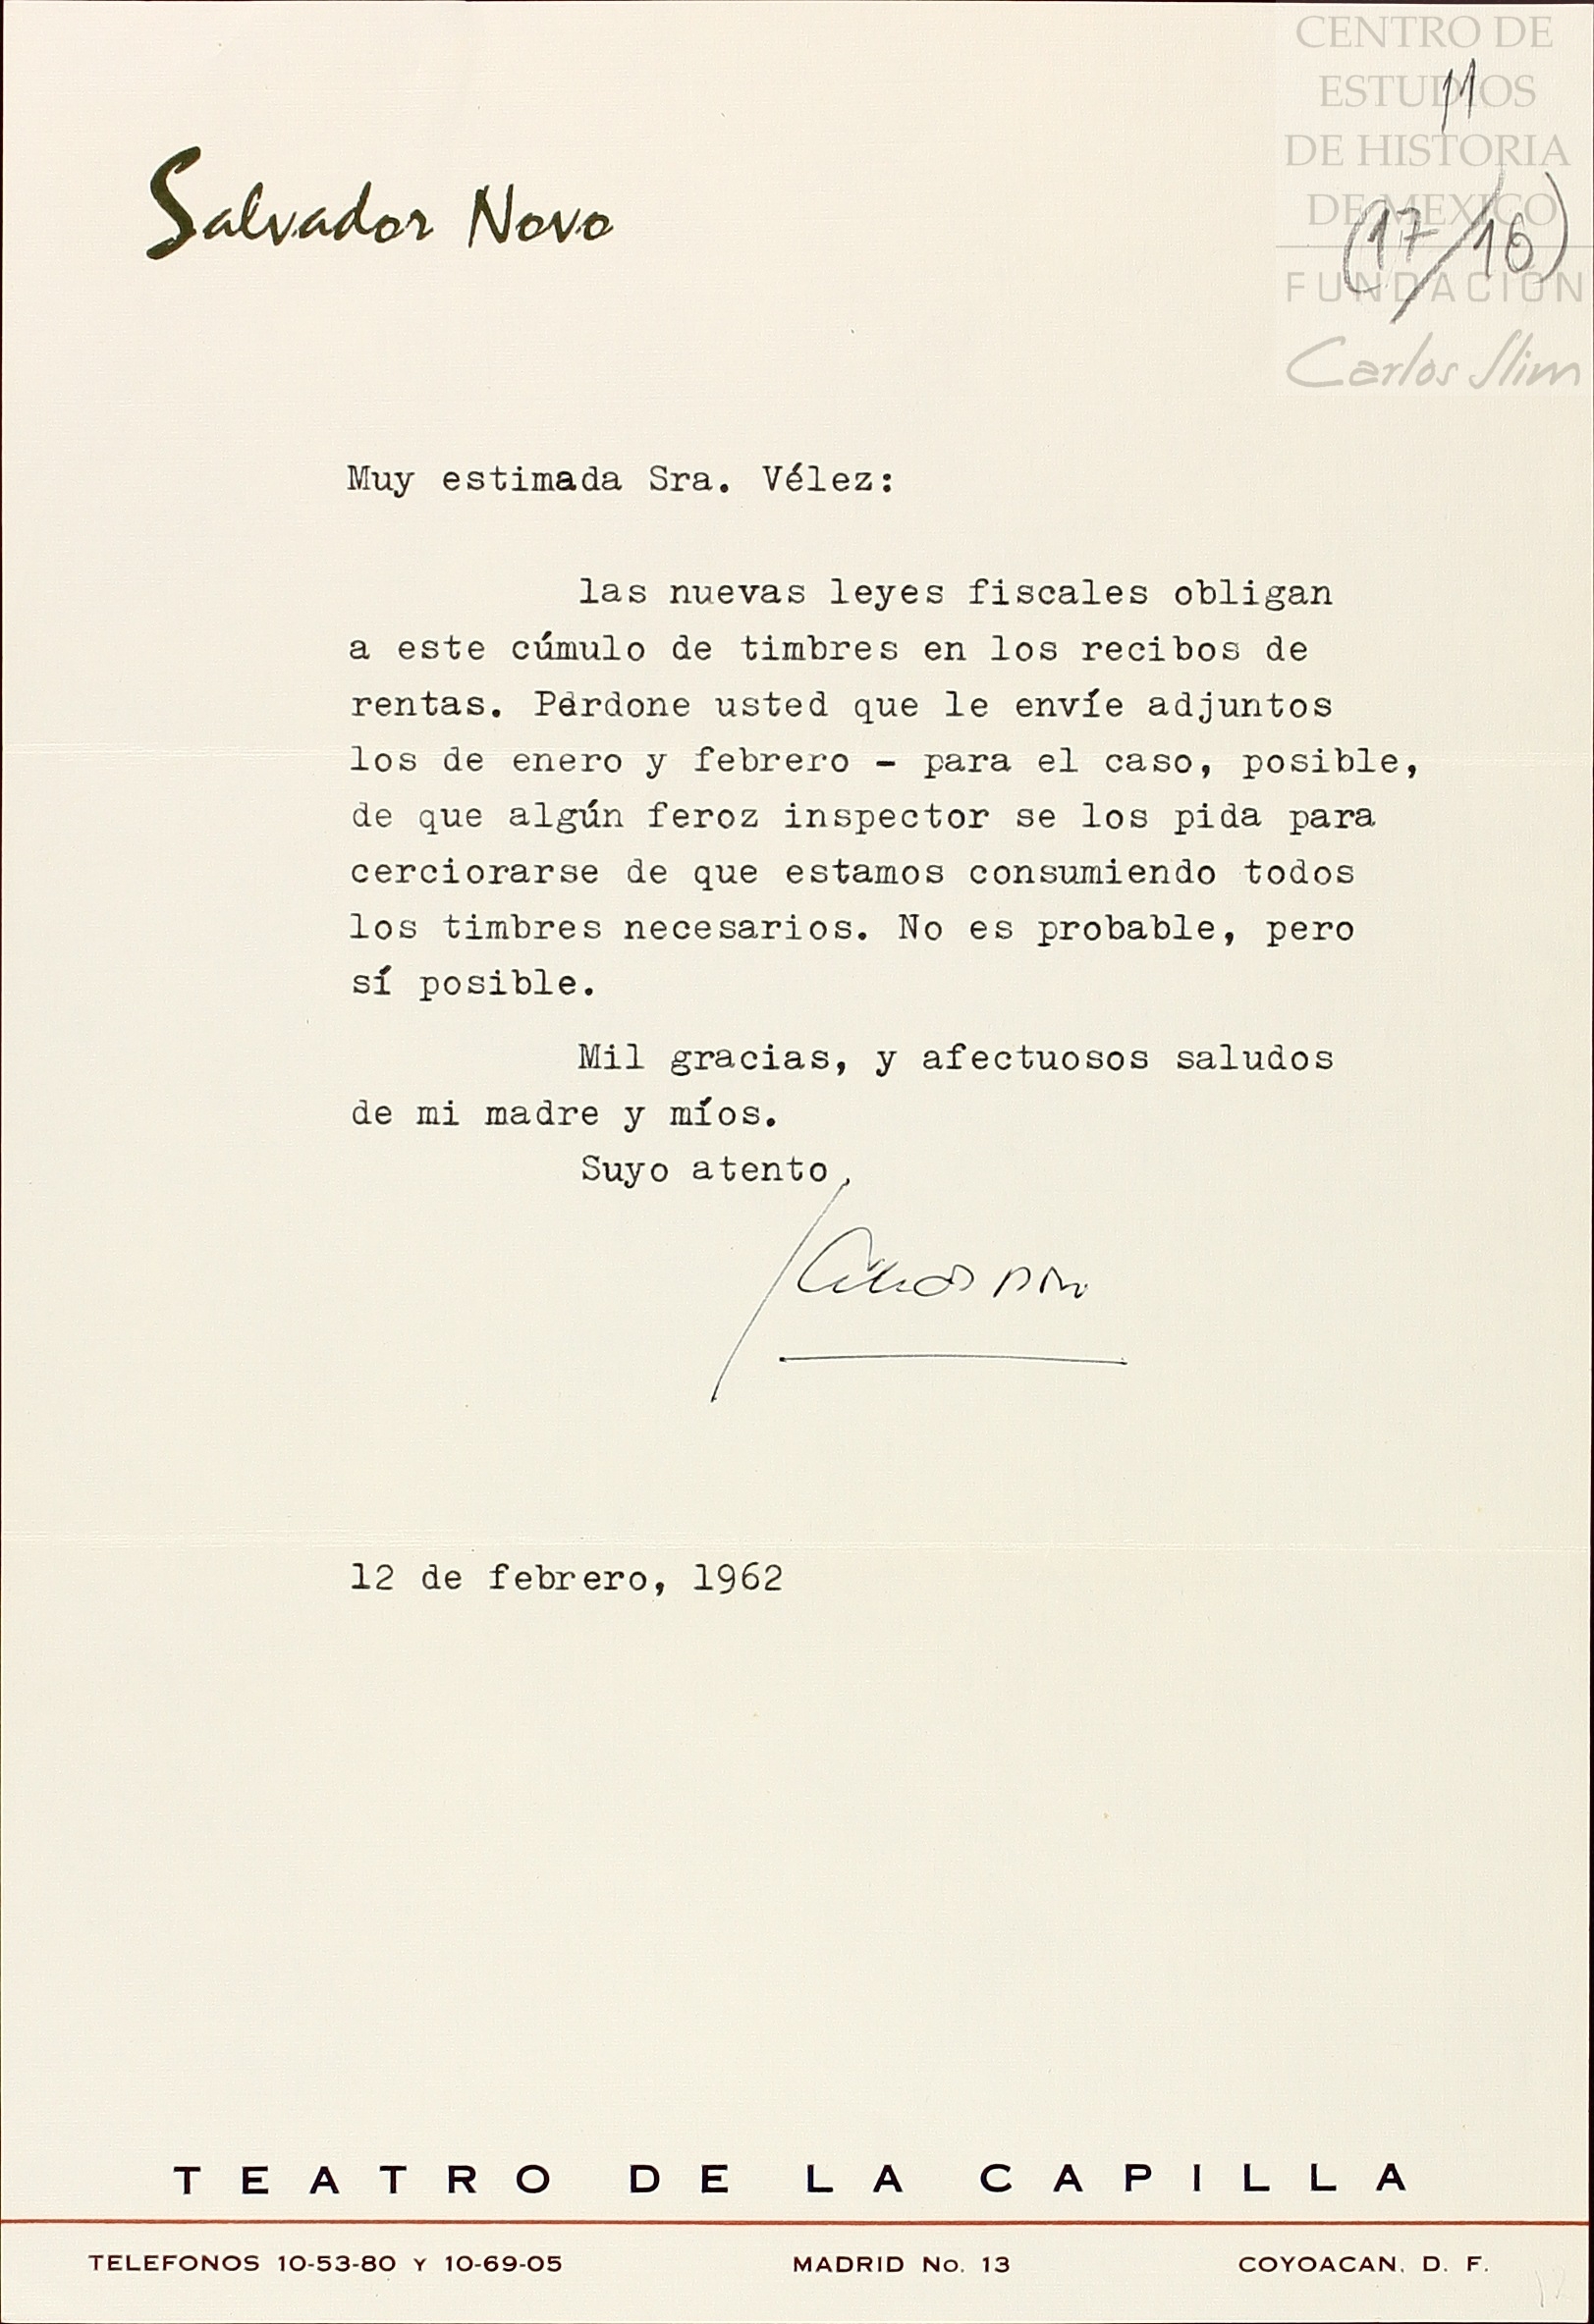 CENTRO DE
ESTUDIOS
DE HISTORIA
DE MEXICO
FUNDACION
Carlos Slim
11
(17/16)
Salvador Novo
Muy estimada Sra. Vélez:
las nuevas leyes fiscales obligan
a este cúmulo de timbres en los recibos de
rentas. Perdone usted que le envíe adjuntos
los de enero y febrero - para el caso, posible,
de que algún feroz inspector se los pida para
cerciorarse de que estamos consumiendo todos
los timbres necesarios. No es probable, pero
sí posible.
Mil gracias, y afectuosos saludos
de mi madre y míos.
Suyo atento,
12 de febrero, 1962
TEATRO DE LA CAPILLA
TELEFONOS 10-53-80 Y 10-69-05 MADRID No. 13 COYOACAN, D. F.